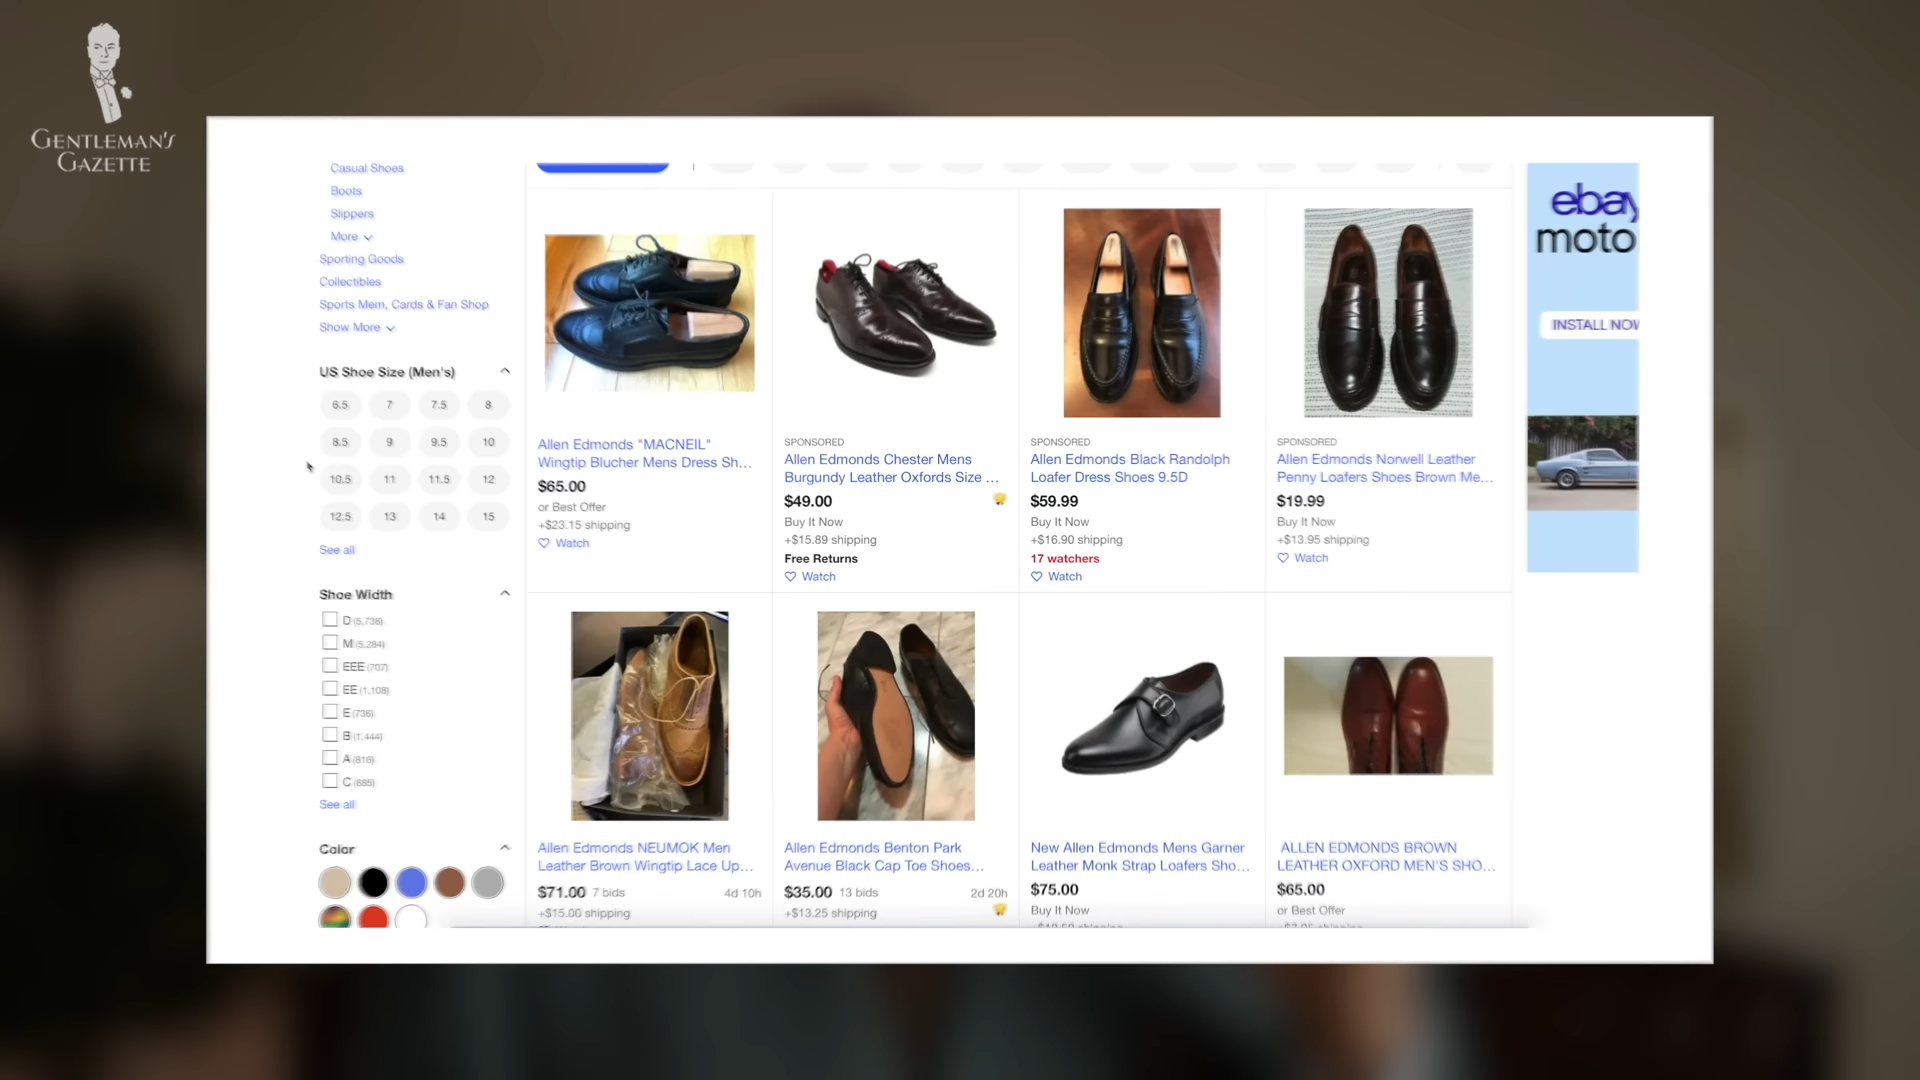 GENTLEMAN'S
GAZETTE
Casual Shoes
Boots
Slippers
More
Sporting Goods
Collectibles
Sports Mem, Cards & Fan Shop
Show More
US Shoe Size (Men's)
6.5 7 7.5 8
8.5 9 9.5 10
10.5 11 11.5 12
12.5 13 14 15
See all
Shoe Width
D (5,738)
M (5,284)
EEE (707)
EE (1,108)
E (736)
B (1,444)
A (816)
C (685)
See all
Color
Allen Edmonds "MACNEIL"
Wingtip Blucher Mens Dress Sh...
$65.00
or Best Offer
+$23.15 shipping
Watch
SPONSORED
Allen Edmonds Chester Mens
Burgundy Leather Oxfords Size ...
$49.00
Buy It Now
+$15.89 shipping
Free Returns
Watch
SPONSORED
Allen Edmonds Black Randolph
Loafer Dress Shoes 9.5D
$59.99
Buy It Now
+$16.90 shipping
17 watchers
Watch
SPONSORED
Allen Edmonds Norwell Leather
Penny Loafers Shoes Brown Me...
$19.99
Buy It Now
+$13.95 shipping
Watch
Allen Edmonds NEUMOK Men
Leather Brown Wingtip Lace Up...
$71.00 7 bids 4d 10h
+$15.00 shipping
Allen Edmonds Benton Park
Avenue Black Cap Toe Shoes...
$35.00 13 bids 2d 20h
+$13.25 shipping
New Allen Edmonds Mens Garner
Leather Monk Strap Loafers Sho...
$75.00
Buy It Now
ALLEN EDMONDS BROWN
LEATHER OXFORD MEN'S SHO...
$65.00
or Best Offer
ebay
moto
INSTALL NOW